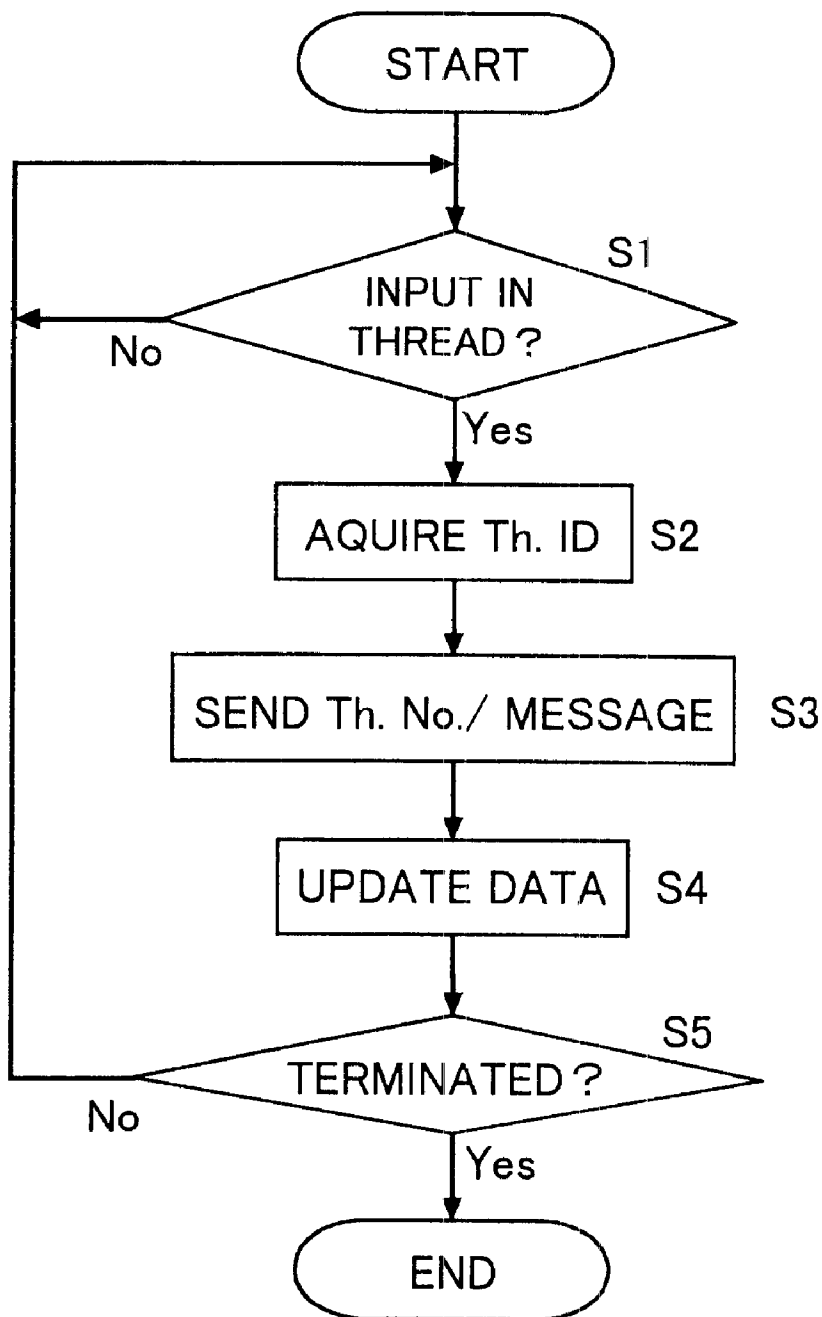 START
S1
INPUT IN
THREAD?
No
Yes
AQUIRE Th. ID
S2
SEND Th. No./ MESSAGE
S3
UPDATE DATA
S4
S5
TERMINATED?
No
Yes
END